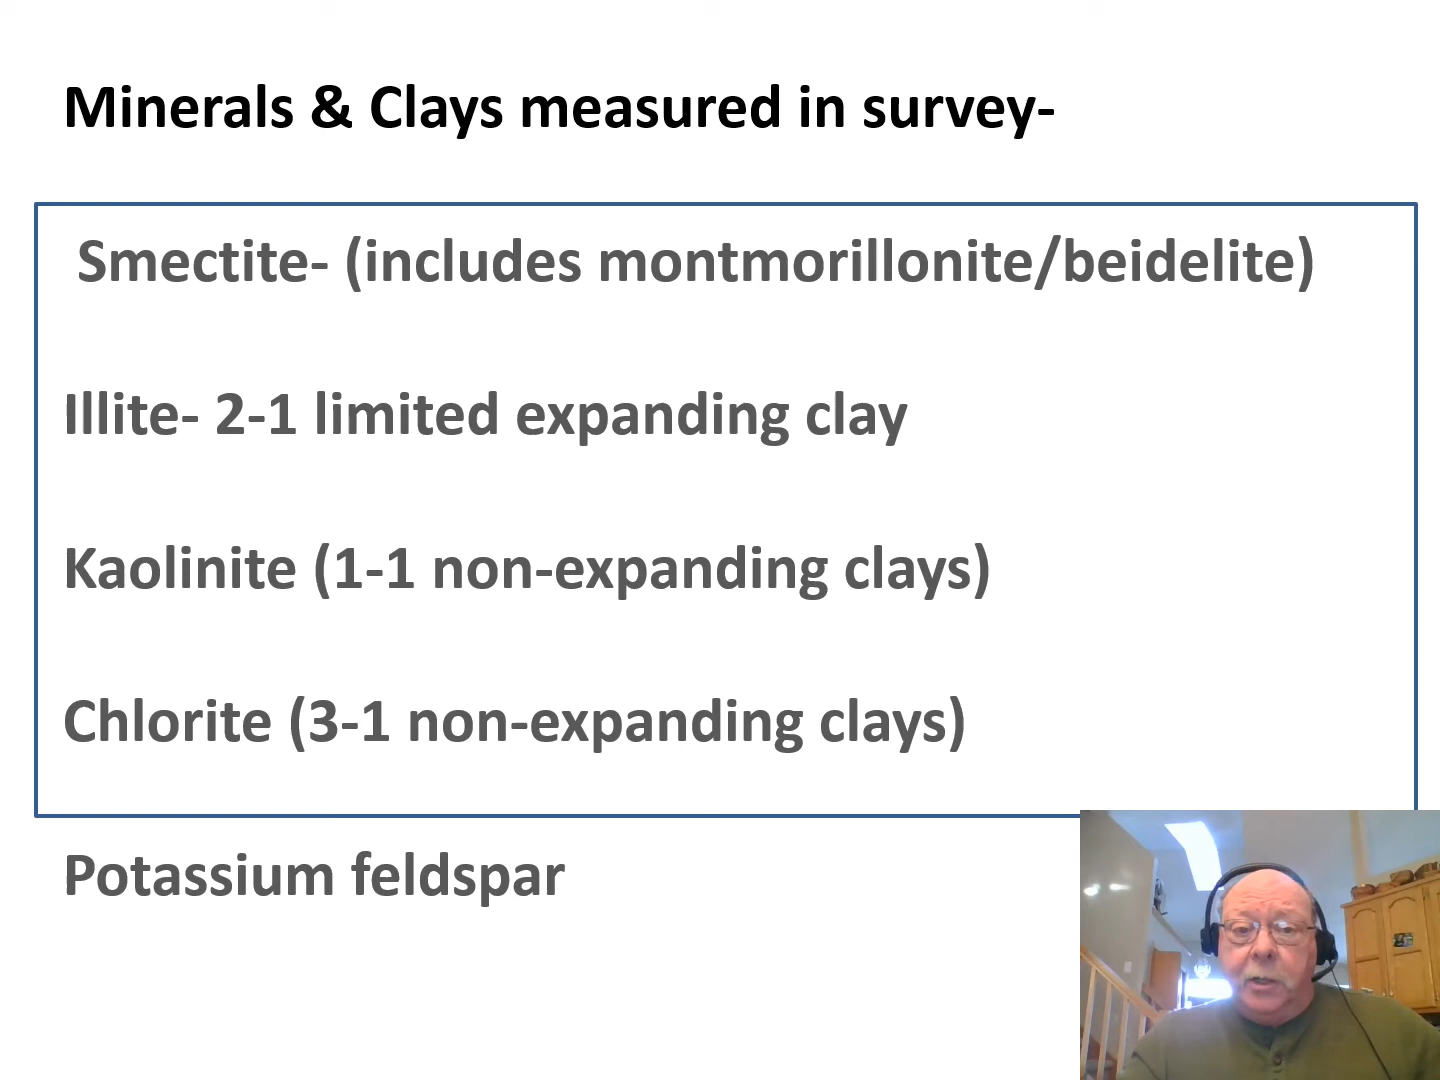 Minerals & Clays measured in survey-
Smectite- (includes montmorillonite/beidelite)
Illite- 2-1 limited expanding clay
Kaolinite (1-1 non-expanding clays)
Chlorite (3-1 non-expanding clays)
Potassium feldspar